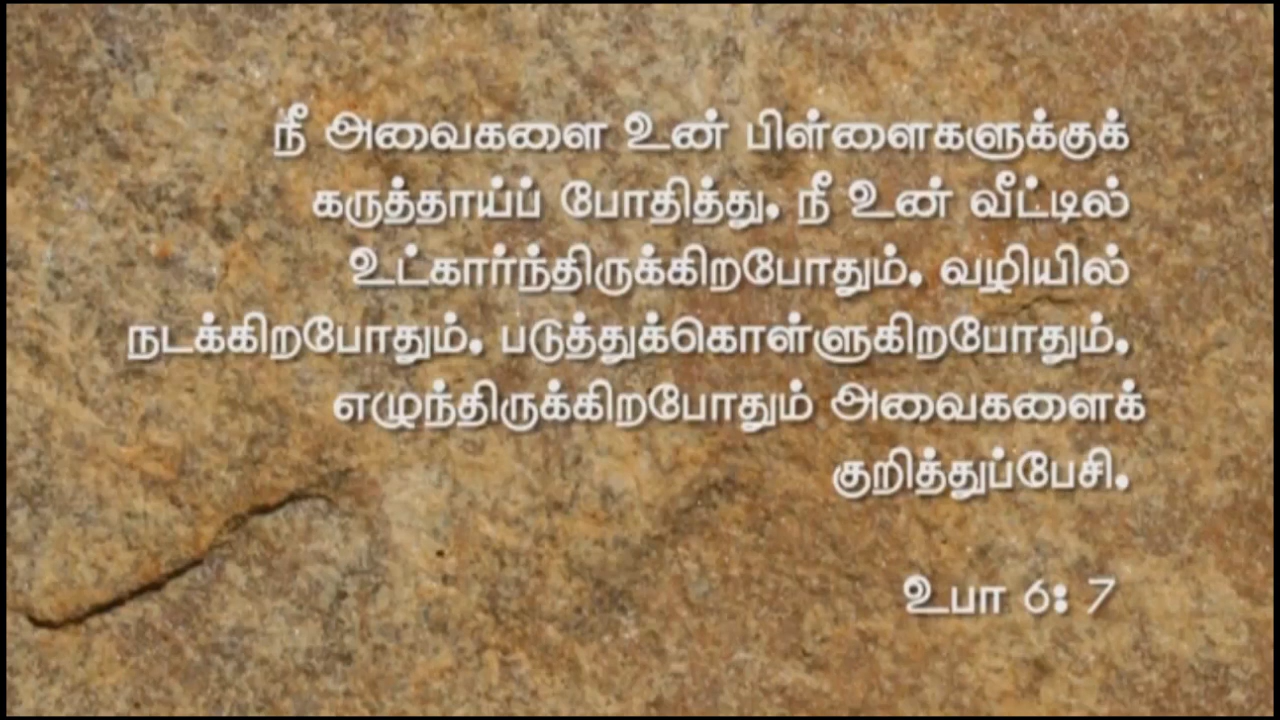 நீ அவைகளை உன் பிள்ளைகளுக்குக்
கருத்தாய்ப் போதித்து, நீ உன் வீட்டில்
உட்கார்ந்திருக்கிறபோதும், வழியில்
நடக்கிறபோதும், படுத்துக்கொள்ளுகிறபோதும்,
எழுந்திருக்கிறபோதும் அவைகளைக்
குறித்துப்பேசி,
உபா 6: 7